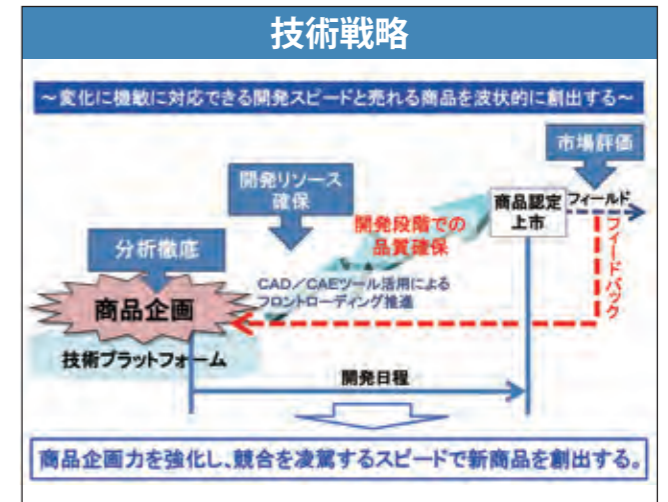 技術戦略
～変化に機敏に対応できる開発スピードと売れる商品を波状的に創出する～
市場評価
開発リソース
確保
商品認定
上市
フィールド
開発段階での
品質確保
フィードバック
分析徹底
CAD／CAEツール活用による
フロントローディング推進
商品企画
技術プラットフォーム
開発日程
商品企画力を強化し、競合を凌駕するスピードで新商品を創出する。